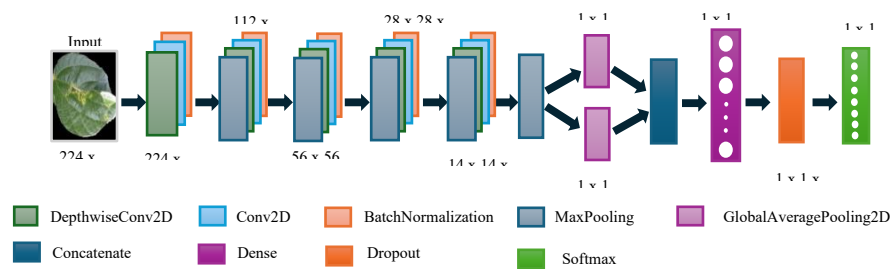 Input
112 x
28 x 28 x
1 x 1
1 x 1
1 x 1
224 x
224 x
56 x 56
14 x 14 x
1 x 1
1 x 1 x
DepthwiseConv2D
Conv2D
BatchNormalization
MaxPooling
GlobalAveragePooling2D
Concatenate
Dense
Dropout
Softmax